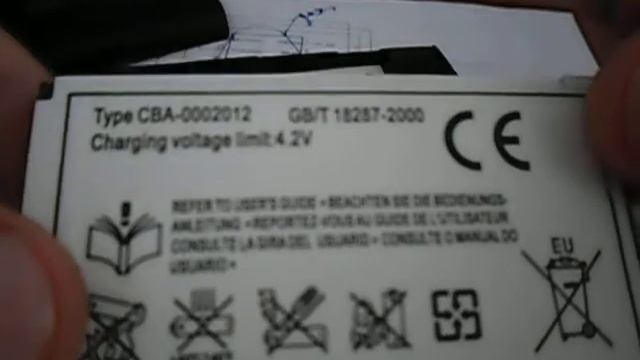 Type CBA-0002012 GB/T 18287-2000
Charging voltage limit:4.2V
CE
REFER TO USER'S GUIDE • BEACHTEN SIE DIE BEDIENUNGS-
ANLEITUNG • REPORTEZ-VOUS AU GUIDE DE L'UTILISATEUR
CONSULTE LA GIRA DEL USUARIO • CONSULTE O MANUAL DO
USUARIO •
EU